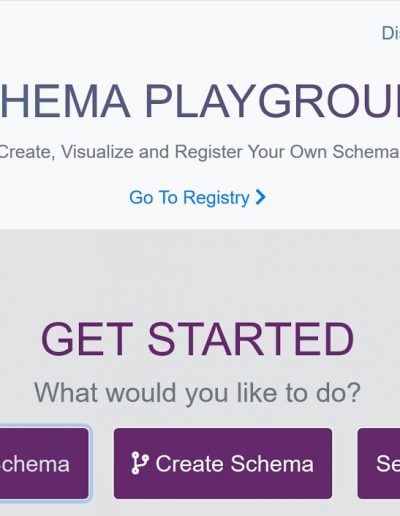 Dis
HEMA PLAYGROU
Create, Visualize and Register Your Own Schema
Go To Registry
GET STARTED
What would you like to do?
chema Create Schema Se